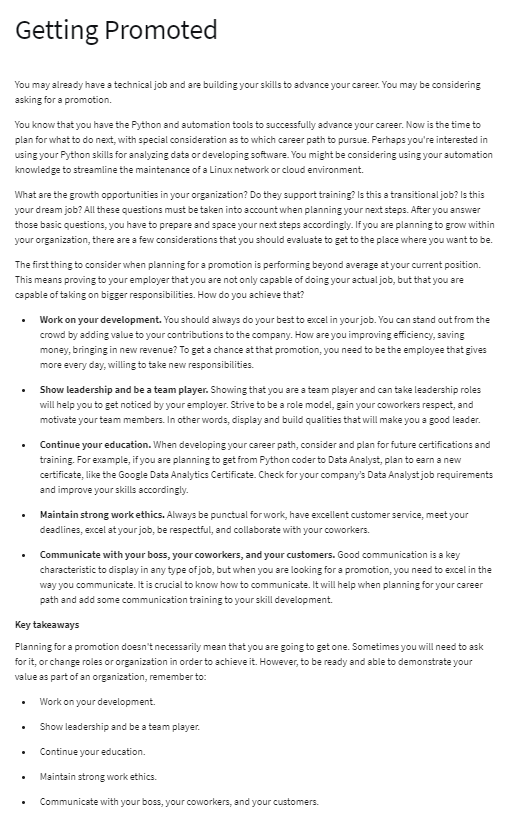 Getting Promoted
You may already have a technical job and are building your skills to advance your career. You may be considering
asking for a promotion.
You know that you have the Python and automation tools to successfully advance your career. Now is the time to
plan for what to do next, with special consideration as to which career path to pursue. Perhaps you're interested in
using your Python skills for analyzing data or developing software. You might be considering using your automation
knowledge to streamline the maintenance of a Linux network or cloud environment.
What are the growth opportunities in your organization? Do they support training? Is this a transitional job? Is this
your dream job? All these questions must be taken into account when planning your next steps. After you answer
those basic questions, you have to prepare and space your next steps accordingly. If you are planning to grow within
your organization, there are a few considerations that you should evaluate to get to the place where you want to be.
The first thing to consider when planning for a promotion is performing beyond average at your current position.
This means proving to your employer that you are not only capable of doing your actual job, but that you are
capable of taking on bigger responsibilities. How do you achieve that?
• Work on your development. You should always do your best to excel in your job. You can stand out from the
crowd by adding value to your contributions to the company. How are you improving efficiency, saving
money, bringing in new revenue? To get a chance at that promotion, you need to be the employee that gives
more every day, willing to take new responsibilities.
• Show leadership and be a team player. Showing that you are a team player and can take leadership roles
will help you to get noticed by your employer. Strive to be a role model, gain your coworkers respect, and
motivate your team members. In other words, display and build qualities that will make you a good leader.
• Continue your education. When developing your career path, consider and plan for future certifications and
training. For example, if you are planning to get from Python coder to Data Analyst, plan to earn a new
certificate, like the Google Data Analytics Certificate. Check for your company's Data Analyst job requirements
and improve your skills accordingly.
• Maintain strong work ethics. Always be punctual for work, have excellent customer service, meet your
deadlines, excel at your job, be respectful, and collaborate with your coworkers.
• Communicate with your boss, your coworkers, and your customers. Good communication is a key
characteristic to display in any type of job, but when you are looking for a promotion, you need to excel in the
way you communicate. It is crucial to know how to communicate. It will help when planning for your career
path and add some communication training to your skill development.
Key takeaways
Planning for a promotion doesn't necessarily mean that you are going to get one. Sometimes you will need to ask
for it, or change roles or organization in order to achieve it. However, to be ready and able to demonstrate your
value as part of an organization, remember to:
• Work on your development.
• Show leadership and be a team player.
• Continue your education.
• Maintain strong work ethics.
• Communicate with your boss, your coworkers, and your customers.